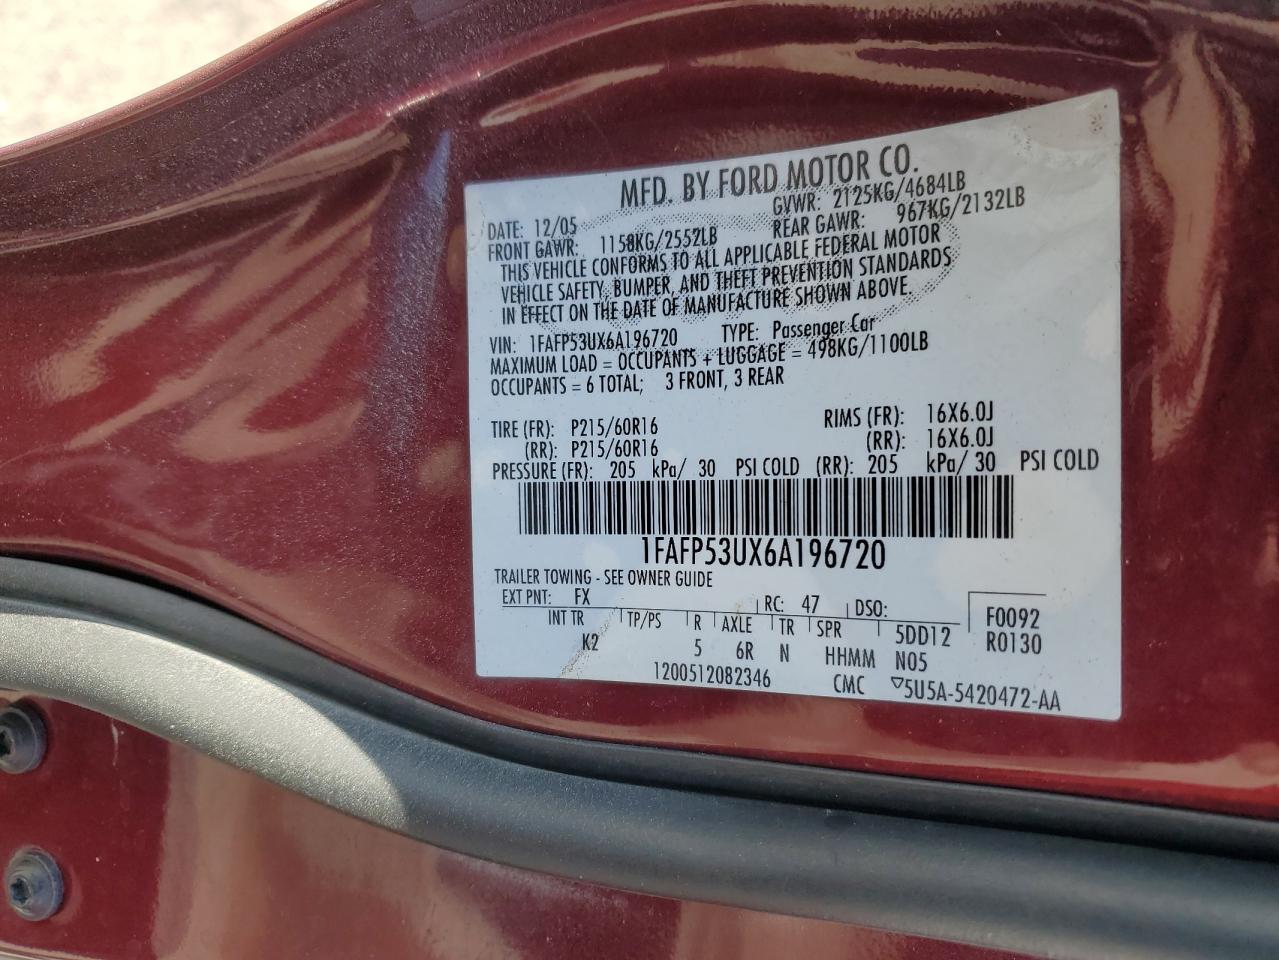 MFD. BY FORD MOTOR CO.
DATE: 12/05 GVWR: 2125KG/4684LB
FRONT GAWR: 1158KG/2552LB REAR GAWR: 967KG/2132LB
THIS VEHICLE CONFORMS TO ALL APPLICABLE FEDERAL MOTOR
VEHICLE SAFETY, BUMPER, AND THEFT PREVENTION STANDARDS
IN EFFECT ON THE DATE OF MANUFACTURE SHOWN ABOVE.
VIN: 1FAFP53UX6A196720 TYPE: Passenger Car
MAXIMUM LOAD = OCCUPANTS + LUGGAGE = 498KG/1100LB
OCCUPANTS = 6 TOTAL; 3 FRONT, 3 REAR
TIRE (FR): P215/60R16 RIMS (FR): 16X6.0J
(RR): P215/60R16 (RR): 16X6.0J
PRESSURE (FR): 205 kPa/ 30 PSI COLD (RR): 205 kPa/ 30 PSI COLD
1FAFP53UX6A196720
TRAILER TOWING - SEE OWNER GUIDE
EXT PNT: FX RC: 47 DSO: F0092
INT TR TP/PS R AXLE TR SPR 5DD12 R0130
K2 5 6R N HHMM N05
1200512082346 CMC ▽5U5A-5420472-AA